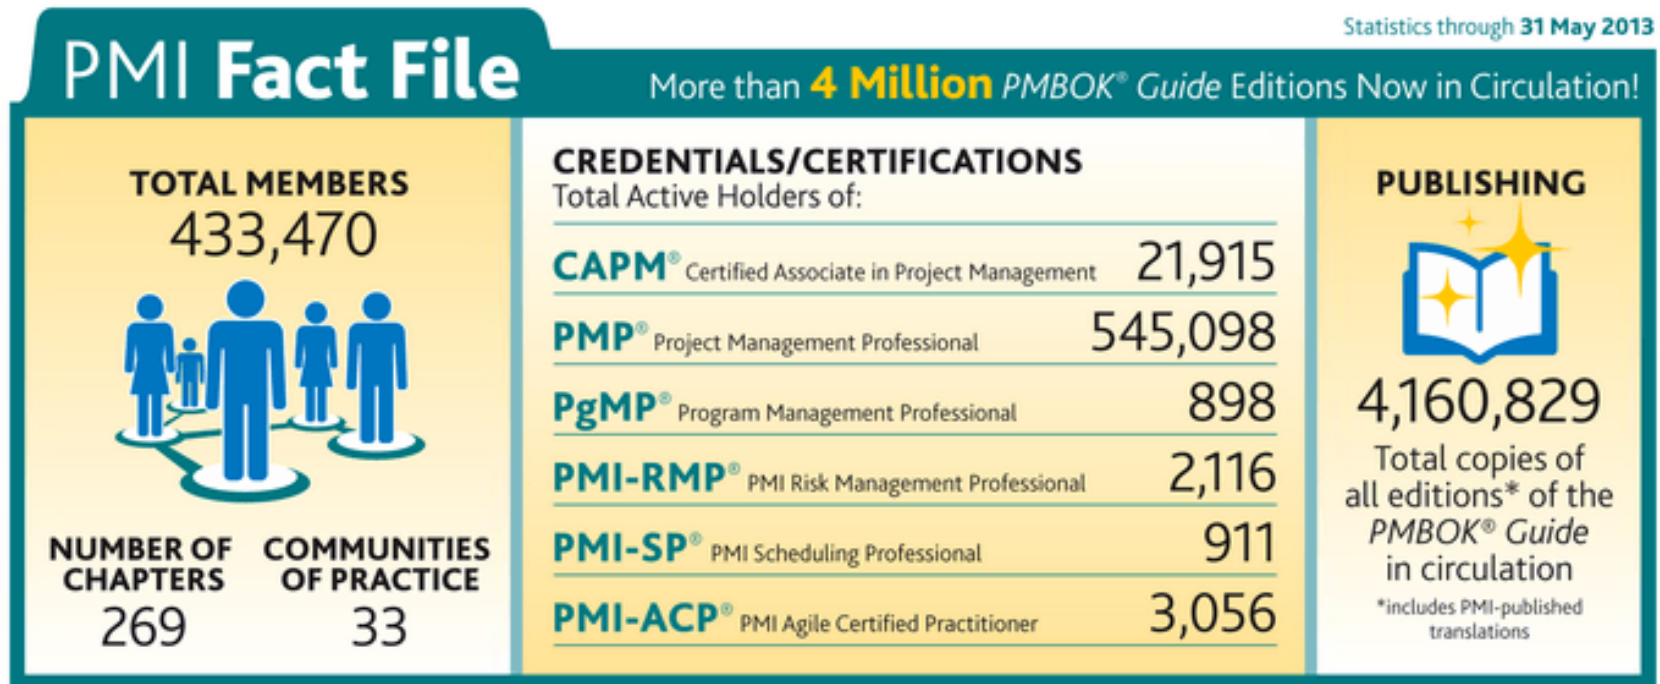 PMI Fact File
Statistics through 31 May 2013
More than 4 Million PMBOK® Guide Editions Now in Circulation!
TOTAL MEMBERS
433,470
NUMBER OF CHAPTERS
269
COMMUNITIES OF PRACTICE
33
CREDENTIALS/CERTIFICATIONS
Total Active Holders of:
CAPM® Certified Associate in Project Management 21,915
PMP® Project Management Professional 545,098
PgMP® Program Management Professional 898
PMI-RMP® PMI Risk Management Professional 2,116
PMI-SP® PMI Scheduling Professional 911
PMI-ACP® PMI Agile Certified Practitioner 3,056
PUBLISHING
4,160,829
Total copies of
all editions* of the
PMBOK® Guide
in circulation
*includes PMI-published
translations